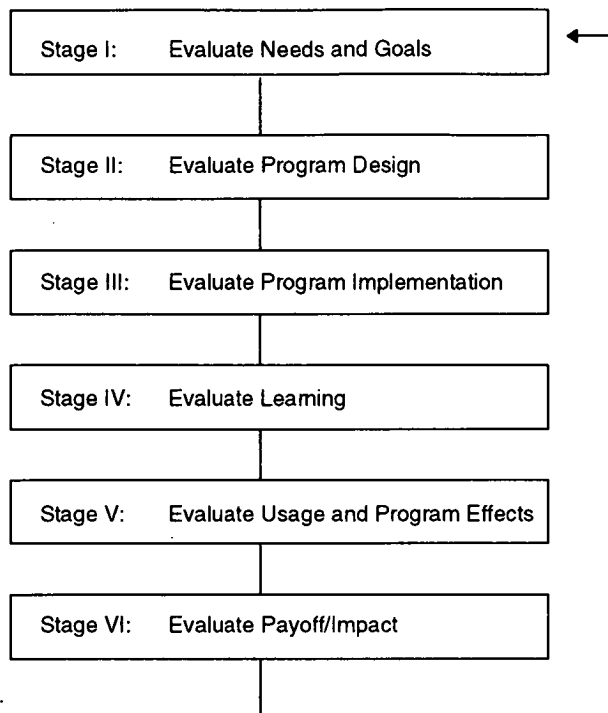 Stage I: Evaluate Needs and Goals
Stage II: Evaluate Program Design
Stage III: Evaluate Program Implementation
Stage IV: Evaluate Learning
Stage V: Evaluate Usage and Program Effects
Stage VI: Evaluate Payoff/Impact